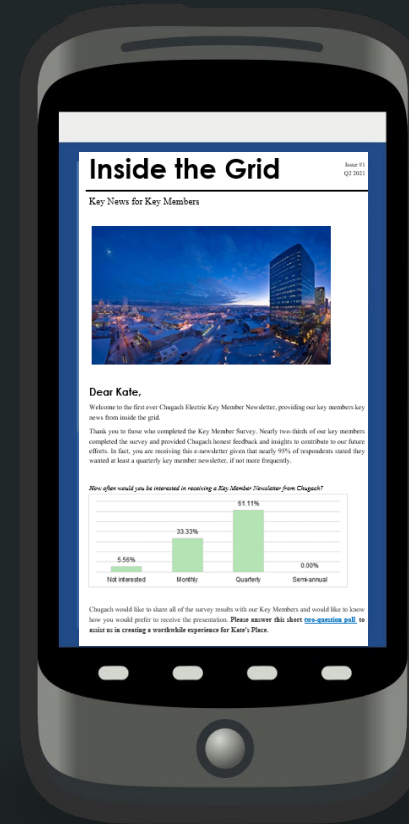 Inside the Grid
Issue #1
Q2 2021
Key News for Key Members
Dear Kate,
Welcome to the first ever Chugach Electric Key Member Newsletter, providing our key members key
news from inside the grid.
Thank you to those who completed the Key Member Survey. Nearly two-thirds of our key members
completed the survey and provided Chugach honest feedback and insights to contribute to our future
efforts. In fact, you are receiving this e-newsletter given that nearly 95% of respondents stated they
wanted at least a quarterly key member newsletter, if not more frequently.
How often would you be interested in receiving a Key Member Newsletter from Chugach?
61.11%
33.33%
5.56%
0.00%
Not interested Monthly Quarterly Semi-annual
Chugach would like to share all of the survey results with our Key Members and would like to know
how you would prefer to receive the presentation. Please answer this short two-question poll to
assist us in creating a worthwhile experience for Kate's Place.